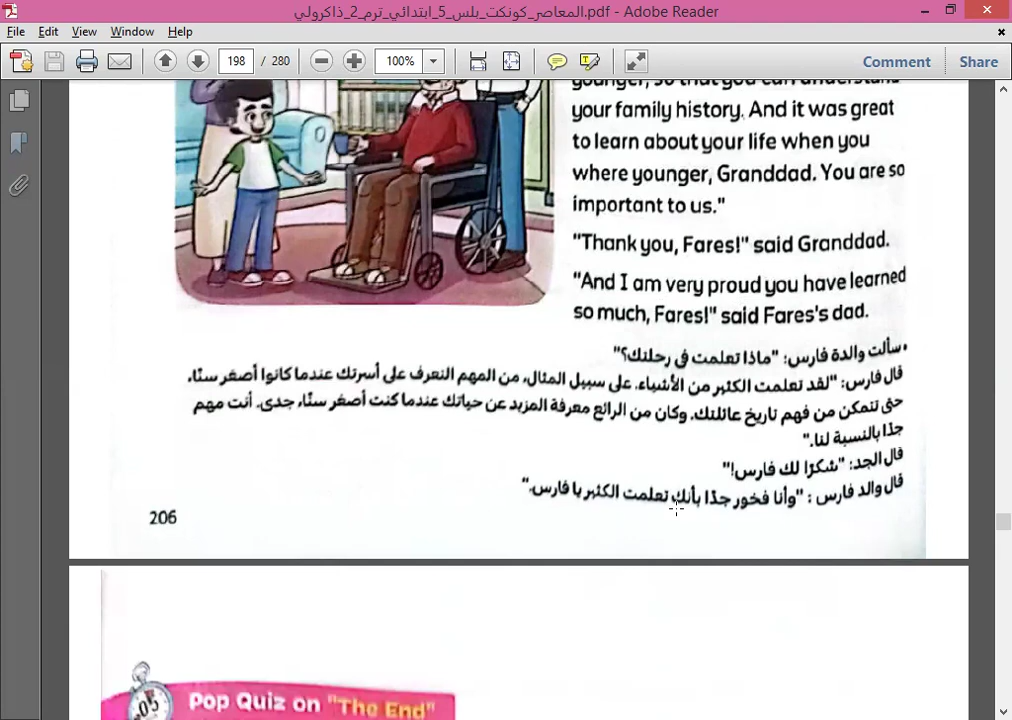 المعاصر_كونكت_بلس_5_ابتدائي_ترم_2_ذاكرولي.pdf - Adobe Reader
File Edit View Window Help
198 / 280 100% Comment Share
younger, so that you can understand
your family history. And it was great
to learn about your life when you
where younger, Granddad. You are so
important to us."
"Thank you, Fares!" said Granddad.
"And I am very proud you have learned
so much, Fares!" said Fares's dad.
سألت والدة فارس: "ماذا تعلمت فى رحلتك؟"
قال فارس: "لقد تعلمت الكثير من الأشياء. على سبيل المثال، من المهم التعرف على أسرتك عندما كانوا أصغر سنًا،
حتى تتمكن من فهم تاريخ عائلتك. وكان من الرائع معرفة المزيد عن حياتك عندما كنت أصغر سنًا، جدى. أنت مهم
جدًا بالنسبة لنا."
قال الجد: "شكرًا لك فارس!"
قال والد فارس : "وأنا فخور جدًا بأنك تعلمت الكثير يا فارس."
206
05
Pop Quiz on "The End"